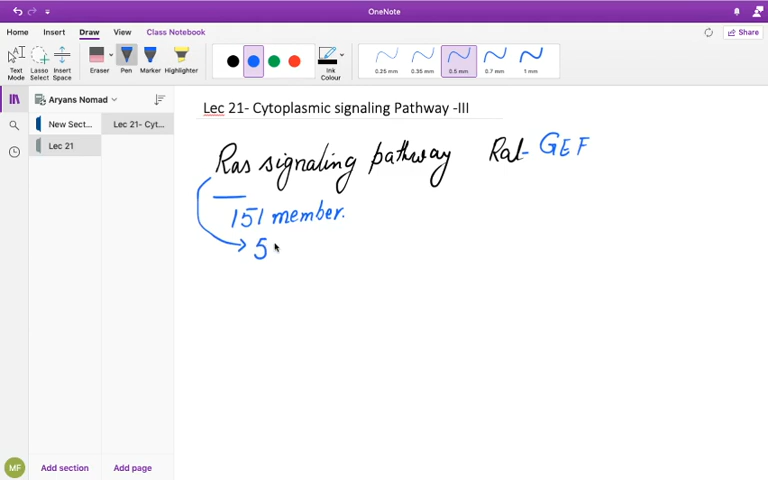 OneNote
Home Insert Draw View Class Notebook
Share
Text Mode
Lasso Select
Insert Space
Eraser
Pen
Marker
Highlighter
Ink Colour
0.25 mm
0.35 mm
0.5 mm
0.7 mm
1 mm
Aryans Nomad
New Sect...
Lec 21- Cyt...
Lec 21
Lec 21- Cytoplasmic signaling Pathway -III
Ras signaling pathway Ral- GEF
151 member.
5
MF
Add section
Add page